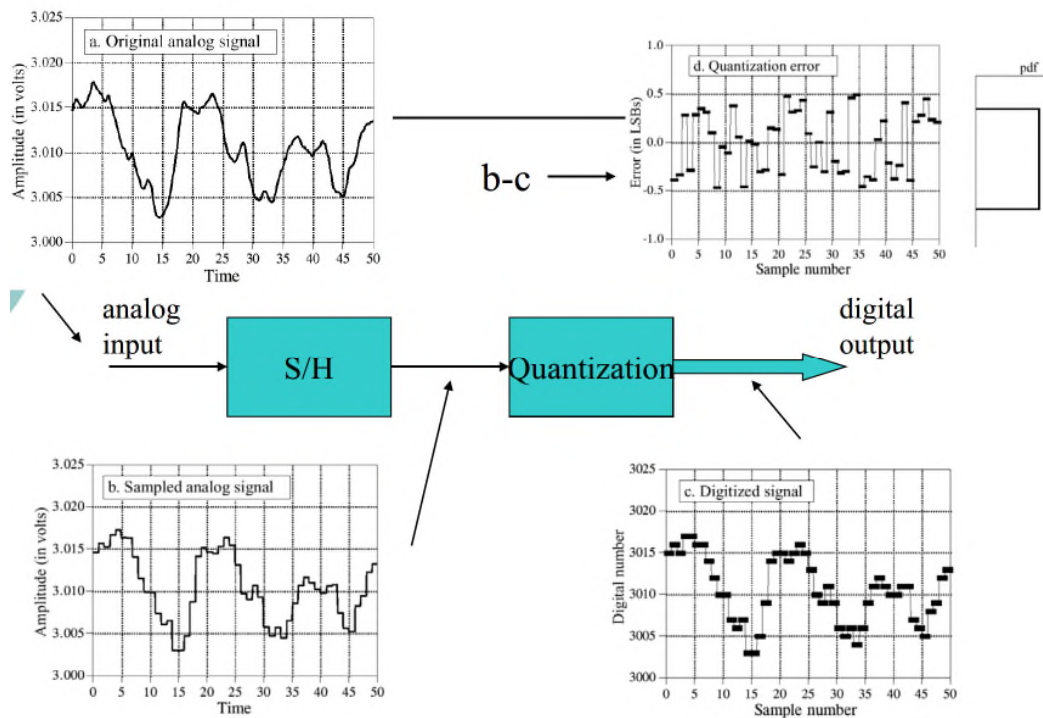 a. Original analog signal
Amplitude (in volts)
3.025
3.020
3.015
3.010
3.005
3.000
0 5 10 15 20 25 30 35 40 45 50
Time
d. Quantization error
Error (in LSBs)
1.0
0.5
0.0
-0.5
-1.0
0 5 10 15 20 25 30 35 40 45 50
Sample number
pdf
b-c
analog
input
S/H
Quantization
digital
output
b. Sampled analog signal
Amplitude (in volts)
3.025
3.020
3.015
3.010
3.005
3.000
0 5 10 15 20 25 30 35 40 45 50
Time
c. Digitized signal
Digital number
3025
3020
3015
3010
3005
3000
0 5 10 15 20 25 30 35 40 45 50
Sample number